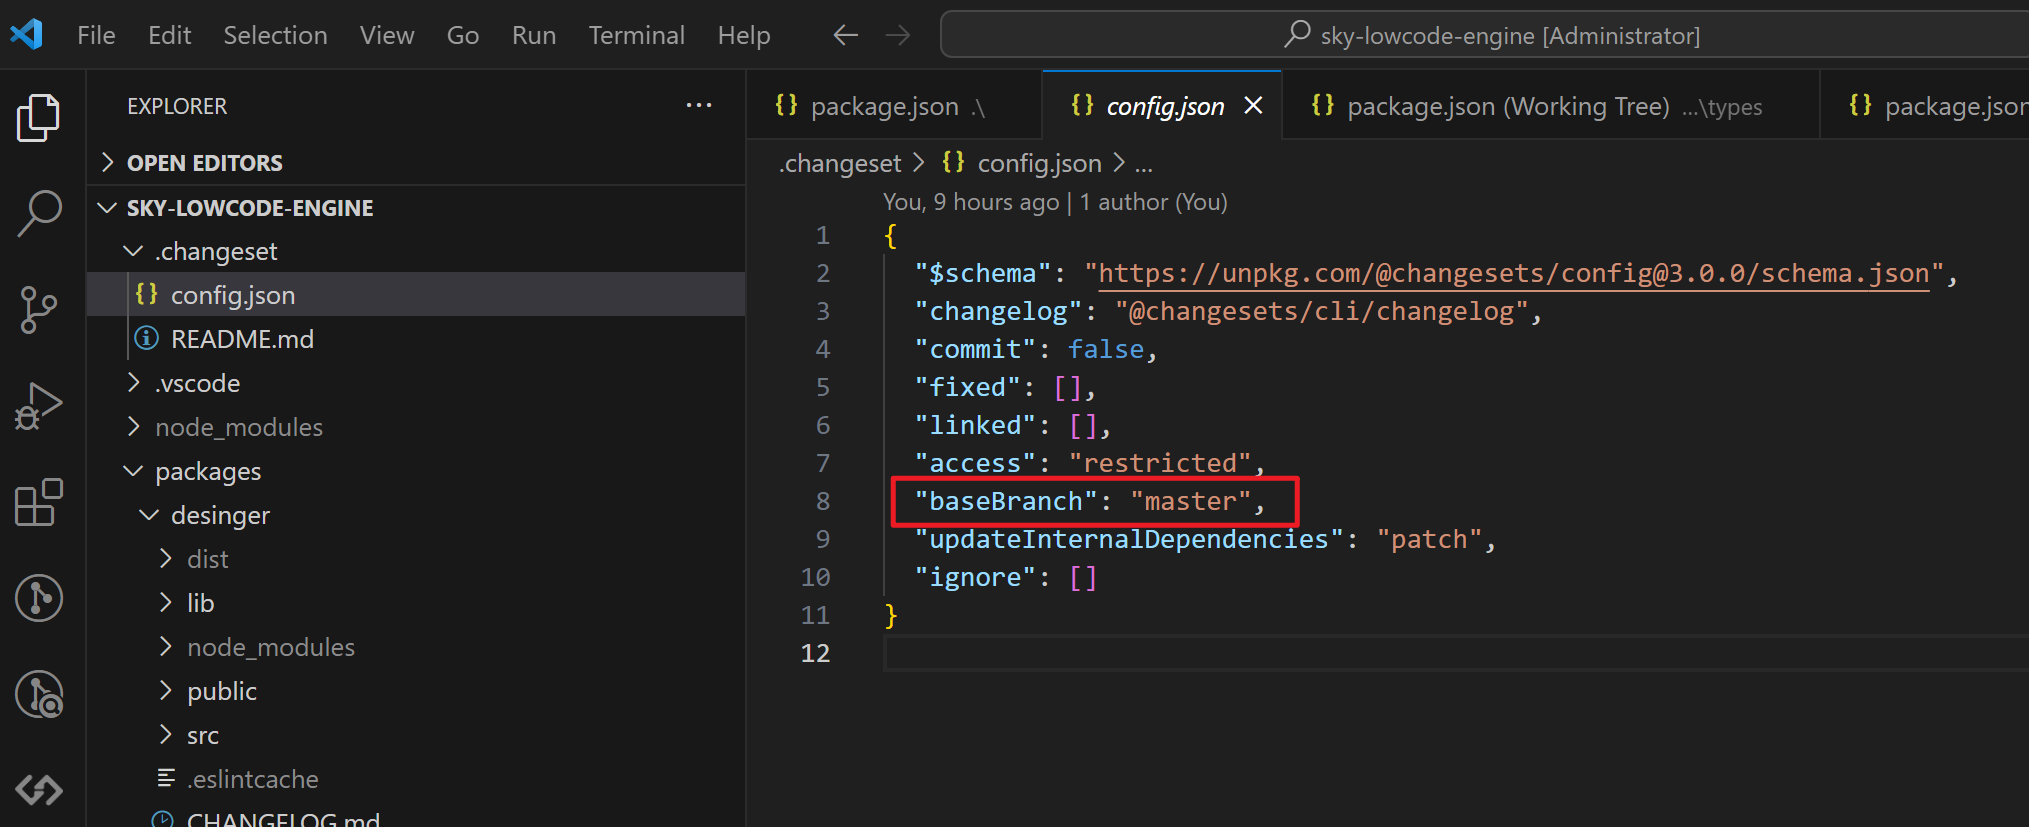 File Edit Selection View Go Run Terminal Help
sky-lowcode-engine [Administrator]
EXPLORER
OPEN EDITORS
SKY-LOWCODE-ENGINE
.changeset
config.json
README.md
.vscode
node_modules
packages
desinger
dist
lib
node_modules
public
src
.eslintcache
CHANGELOG.md
package.json .\
config.json
package.json (Working Tree) ...\types
package.json
.changeset > {} config.json > ...
You, 9 hours ago | 1 author (You)
1 {
2 "$schema": "https://unpkg.com/@changesets/config@3.0.0/schema.json",
3 "changelog": "@changesets/cli/changelog",
4 "commit": false,
5 "fixed": [],
6 "linked": [],
7 "access": "restricted",
8 "baseBranch": "master",
9 "updateInternalDependencies": "patch",
10 "ignore": []
11 }
12